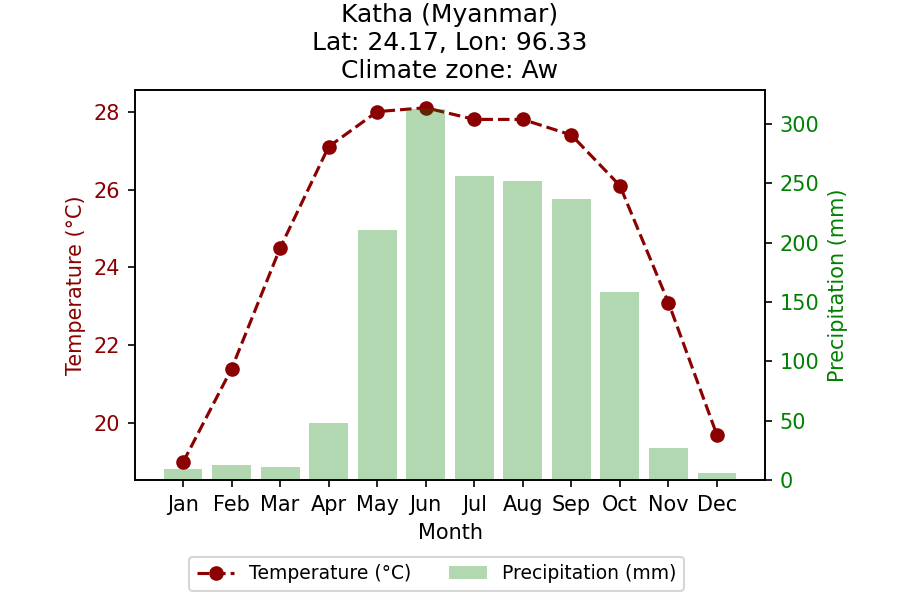 Katha (Myanmar)
Lat: 24.17, Lon: 96.33
Climate zone: Aw
Temperature (°C)
28
26
24
22
20
300
250
200
150
100
50
0
Precipitation (mm)
Jan Feb Mar Apr May Jun Jul Aug Sep Oct Nov Dec
Month
Temperature (°C) Precipitation (mm)